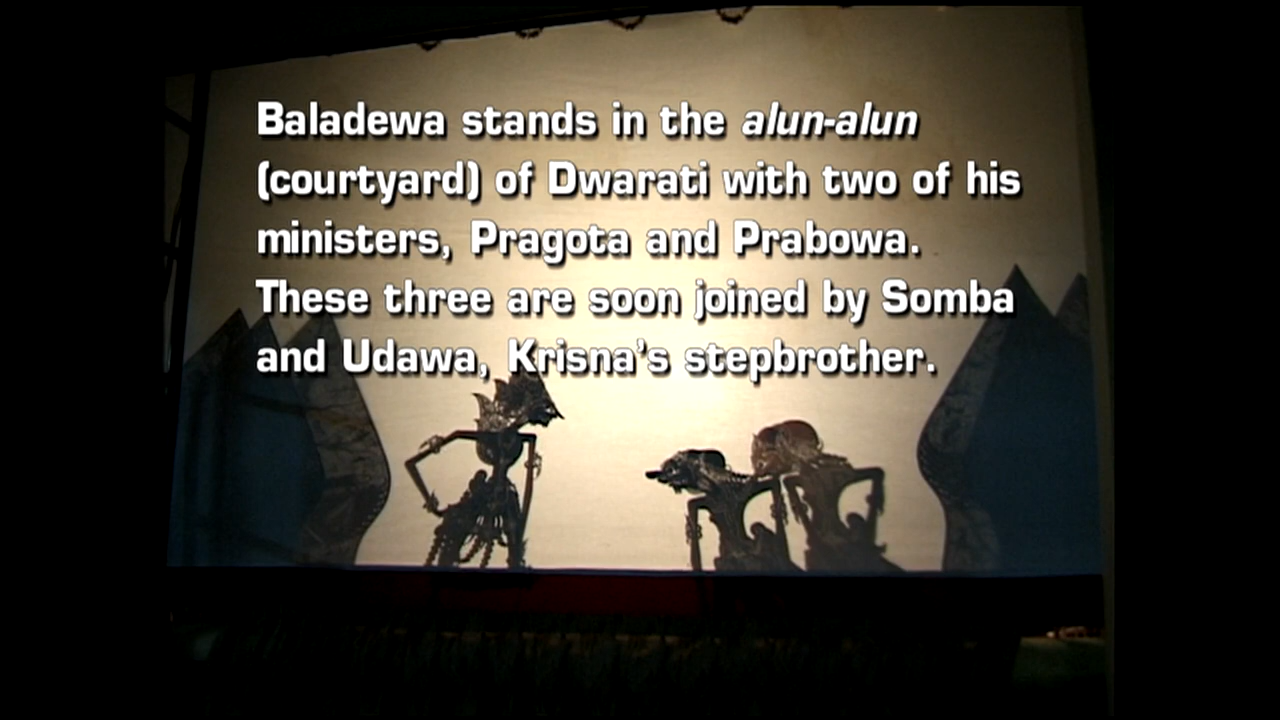 Baladewa stands in the alun-alun
(courtyard) of Dwarati with two of his
ministers, Pragota and Prabowa.
These three are soon joined by Somba
and Udawa, Krisna's stepbrother.